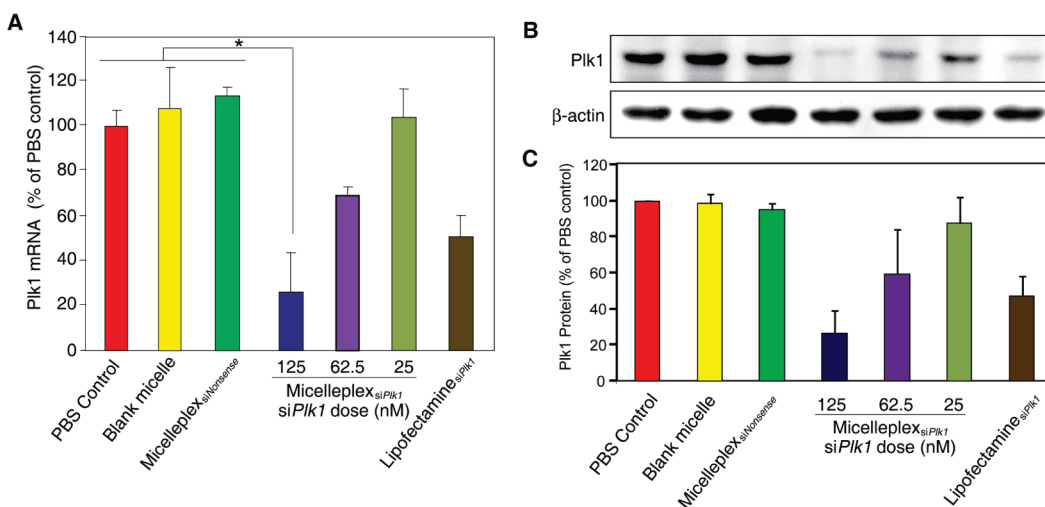 A
140
120
100
80
60
40
20
0
Plk1 mRNA (% of PBS control)
*
PBS Control
Blank micelle
Micelleplex siNonsense
125 62.5 25
Micelleplex siPlk1
siPlk1 dose (nM)
Lipofectamine siPlk1
B
Plk1
β-actin
C
120
100
80
60
40
20
0
Plk1 Protein (% of PBS control)
PBS Control
Blank micelle
Micelleplex siNonsense
125 62.5 25
Micelleplex siPlk1
siPlk1 dose (nM)
Lipofectamine siPlk1